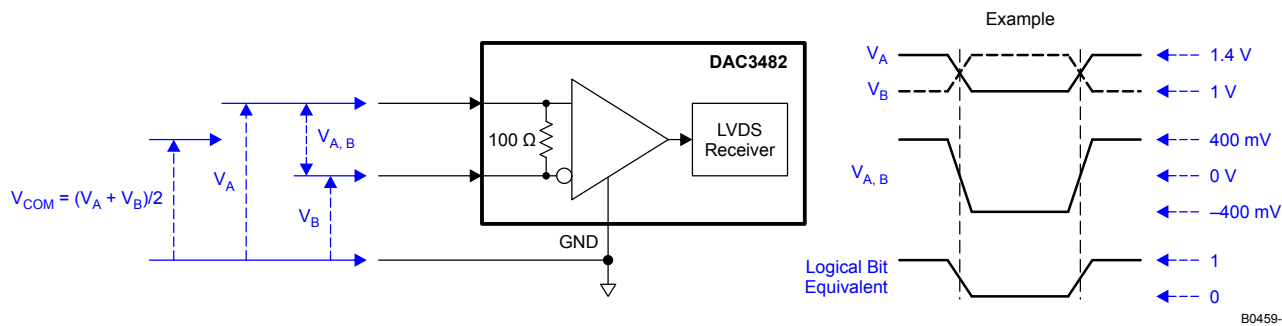 Example
DAC3482
100 Ω
LVDS
Receiver
GND
V_A, B
V_A
V_B
V_COM = (V_A + V_B)/2
V_A
V_B
1.4 V
1 V
V_A, B
400 mV
0 V
–400 mV
Logical Bit
Equivalent
1
0
B0459-